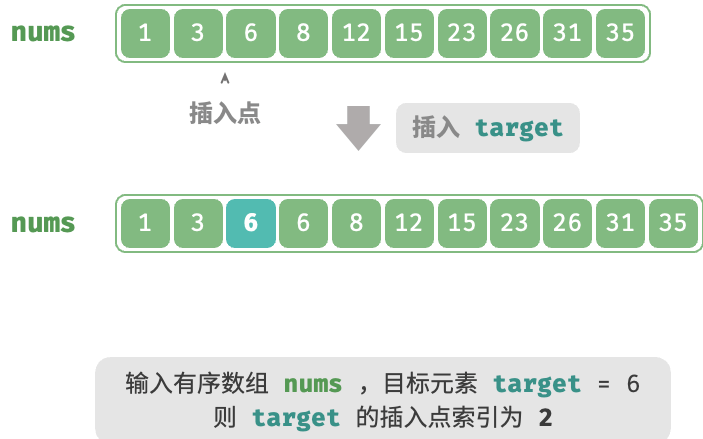 nums 1 3 6 8 12 15 23 26 31 35
插入点
插入 target
nums 1 3 6 6 8 12 15 23 26 31 35
输入有序数组 nums ，目标元素 target = 6
则 target 的插入点索引为 2